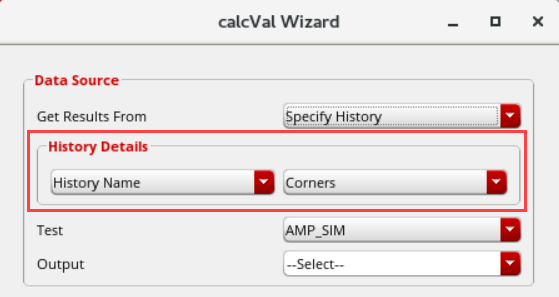 calcVal Wizard
Data Source
Get Results From Specify History
History Details
History Name Corners
Test AMP_SIM
Output --Select--